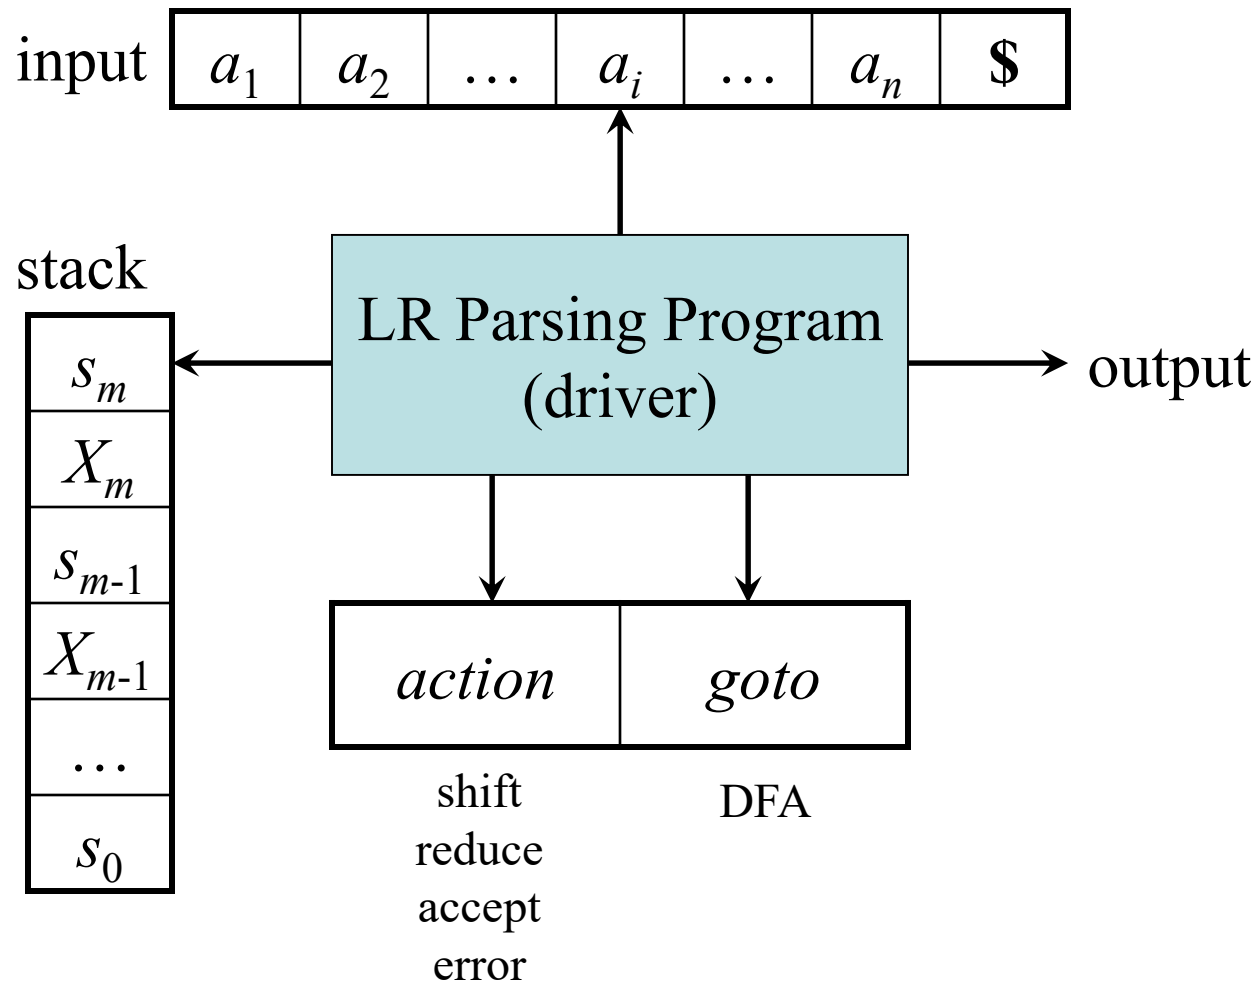 input a₁ a₂ … aᵢ … aₙ $
stack
LR Parsing Program
(driver)
output
sₘ
Xₘ
sₘ₋₁
Xₘ₋₁
…
s₀
action goto
shift DFA
reduce
accept
error